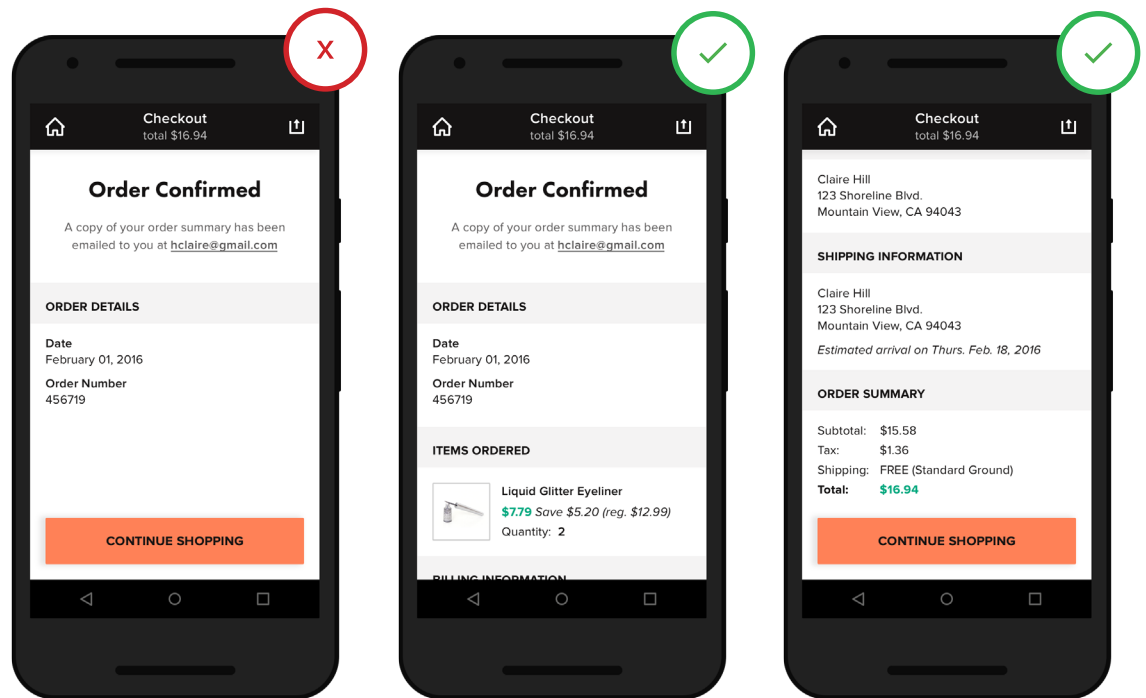 X
Checkout
total $16.94
Order Confirmed
A copy of your order summary has been
emailed to you at hclaire@gmail.com
ORDER DETAILS
Date
February 01, 2016
Order Number
456719
CONTINUE SHOPPING
Checkout
total $16.94
Order Confirmed
A copy of your order summary has been
emailed to you at hclaire@gmail.com
ORDER DETAILS
Date
February 01, 2016
Order Number
456719
ITEMS ORDERED
Liquid Glitter Eyeliner
$7.79 Save $5.20 (reg. $12.99)
Quantity: 2
BILLING INFORMATION
Checkout
total $16.94
Claire Hill
123 Shoreline Blvd.
Mountain View, CA 94043
SHIPPING INFORMATION
Claire Hill
123 Shoreline Blvd.
Mountain View, CA 94043
Estimated arrival on Thurs. Feb. 18, 2016
ORDER SUMMARY
Subtotal: $15.58
Tax: $1.36
Shipping: FREE (Standard Ground)
Total: $16.94
CONTINUE SHOPPING